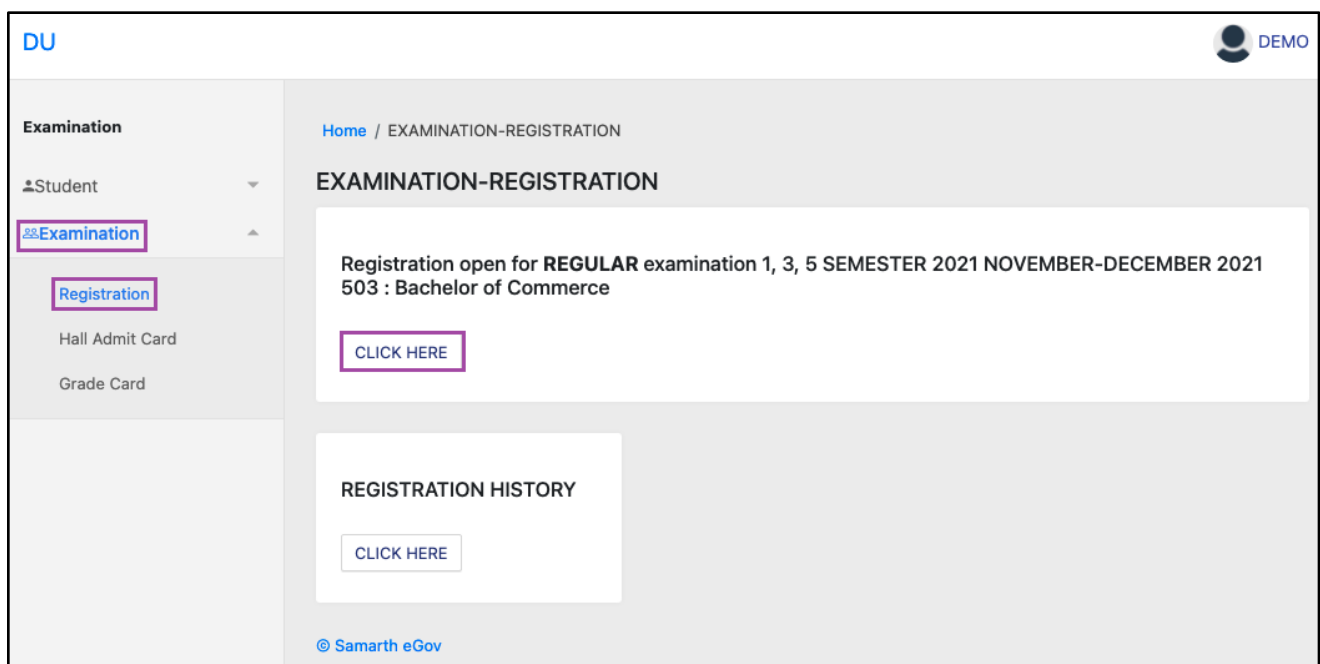 DU
DEMO
Examination
Student
Examination
Registration
Hall Admit Card
Grade Card
Home / EXAMINATION-REGISTRATION
EXAMINATION-REGISTRATION
Registration open for REGULAR examination 1, 3, 5 SEMESTER 2021 NOVEMBER-DECEMBER 2021
503 : Bachelor of Commerce
CLICK HERE
REGISTRATION HISTORY
CLICK HERE
© Samarth eGov